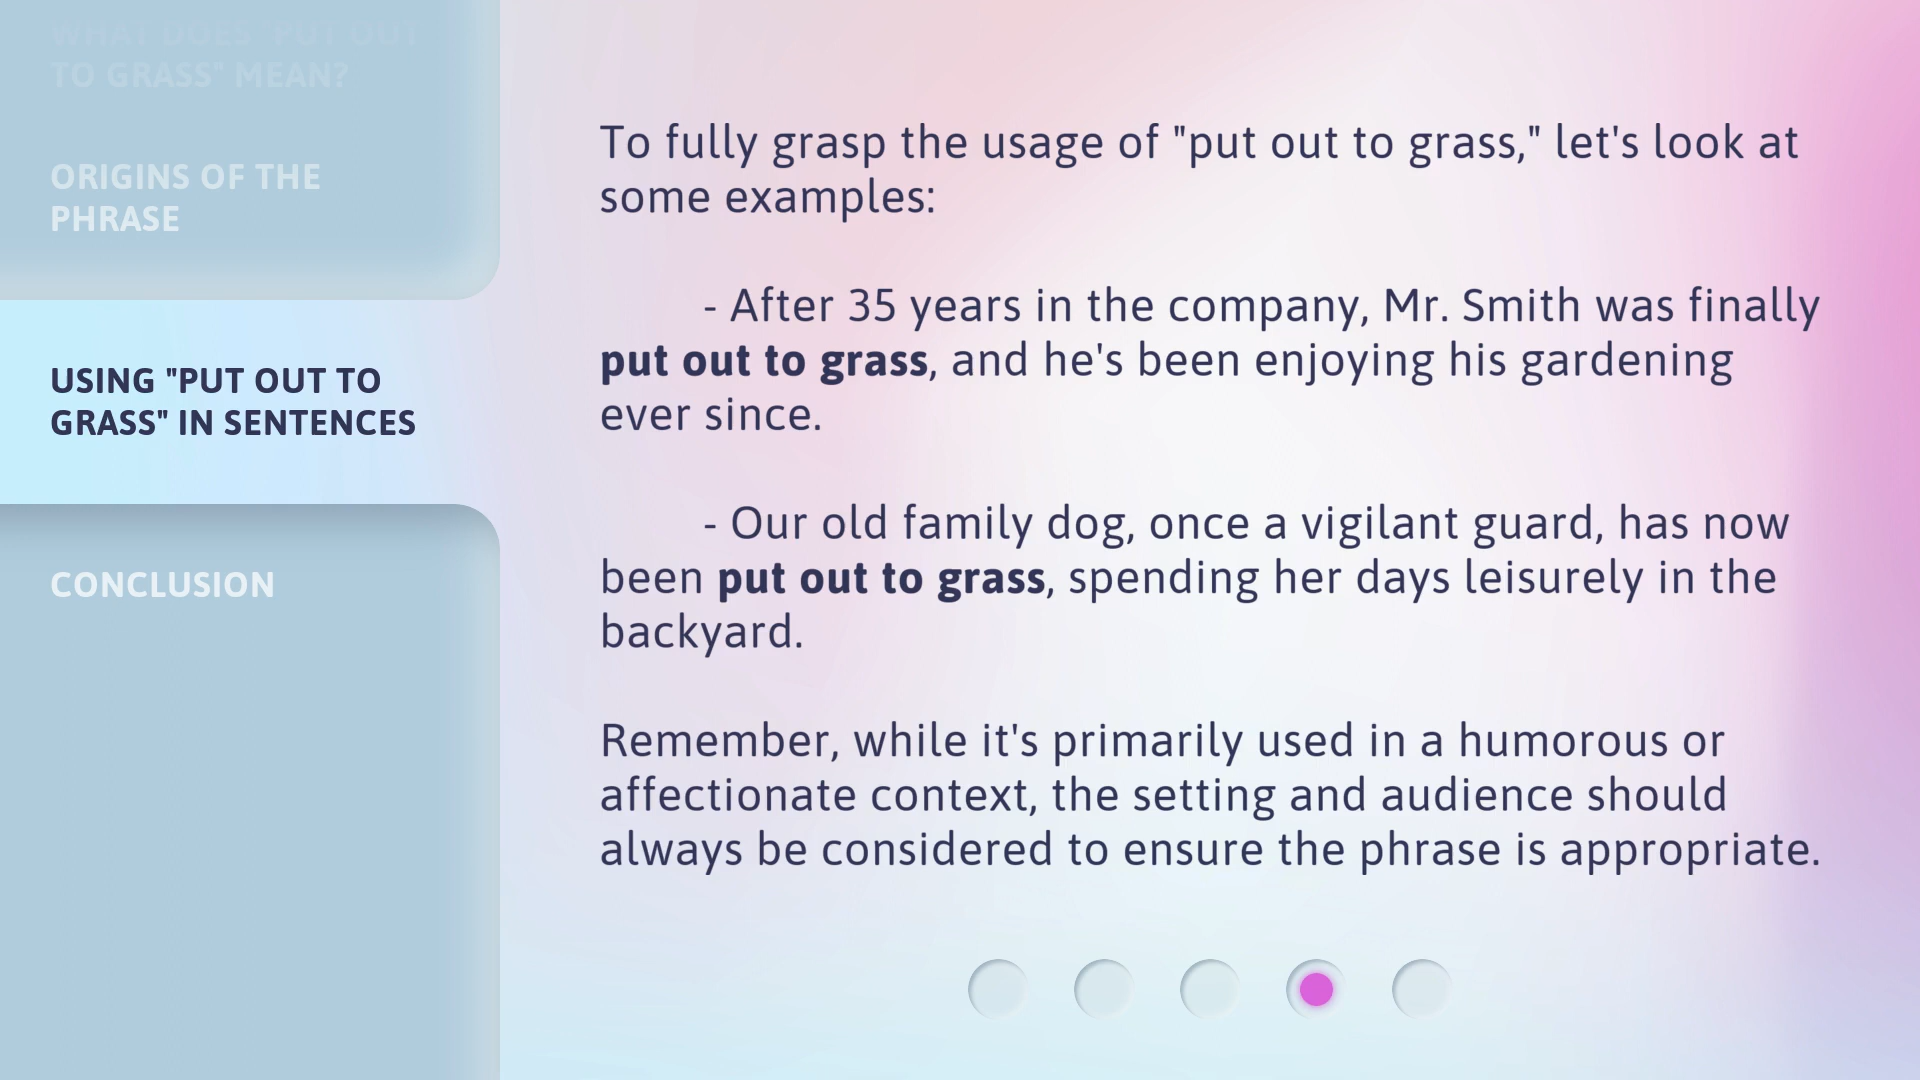 WHAT DOES "PUT OUT
TO GRASS" MEAN?
ORIGINS OF THE
PHRASE
USING "PUT OUT TO
GRASS" IN SENTENCES
CONCLUSION
To fully grasp the usage of "put out to grass," let's look at
some examples:
- After 35 years in the company, Mr. Smith was finally
put out to grass, and he's been enjoying his gardening
ever since.
- Our old family dog, once a vigilant guard, has now
been put out to grass, spending her days leisurely in the
backyard.
Remember, while it's primarily used in a humorous or
affectionate context, the setting and audience should
always be considered to ensure the phrase is appropriate.